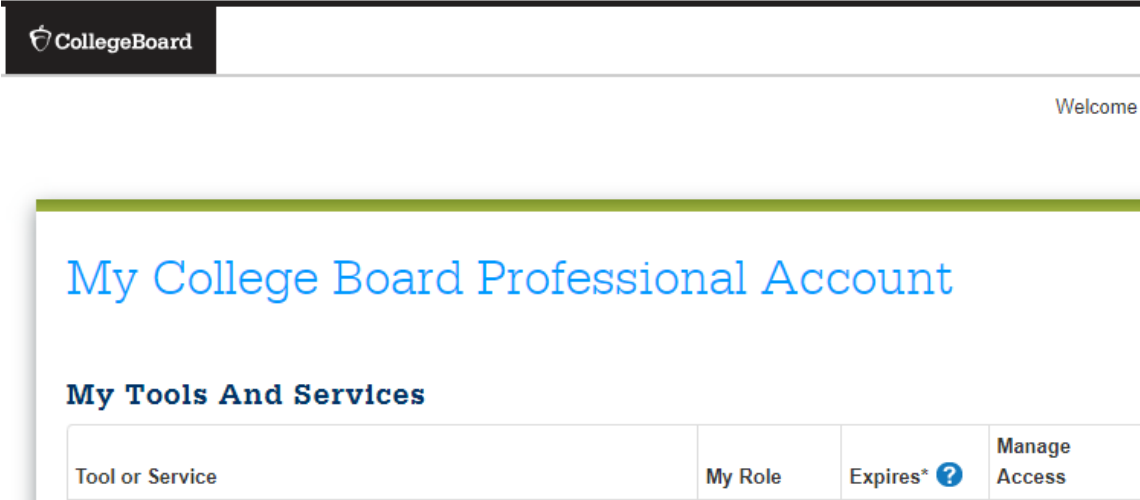 CollegeBoard
Welcome
My College Board Professional Account
My Tools And Services
Manage
Tool or Service My Role Expires* ? Access